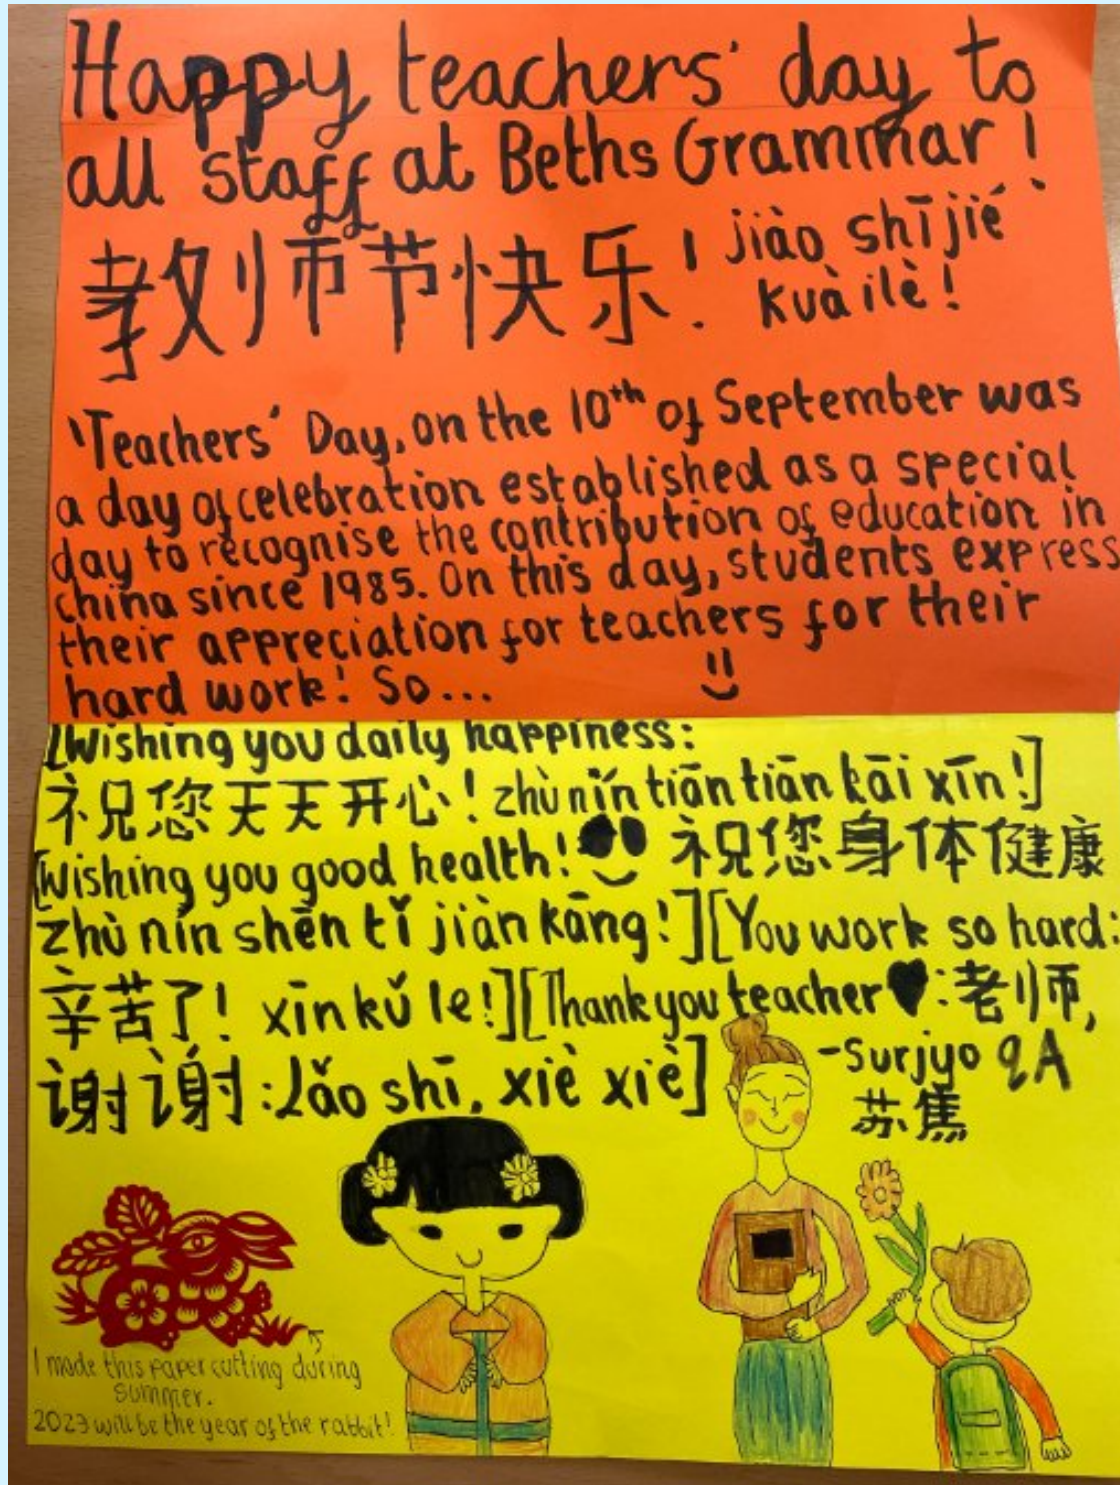 Happy teachers' day to
all staff at Beths Grammar!
教师节快乐! jiào shī jié
kuài lè!
'Teachers' Day, on the 10th of September was
a day of celebration established as a special
day to recognise the contribution of education in
china since 1985. On this day, students express
their appreciation for teachers for their
hard work! So...
[Wishing you daily happiness:
祝您天天开心! zhù nín tiān tiān kāi xīn!]
[Wishing you good health! 祝您身体健康
zhù nín shēn tǐ jiàn kāng!] [You work so hard:
辛苦了! xīn kǔ le!] [Thank you teacher♥: 老师,
谢谢: Lǎo shī, xiè xiè]
-Surjyo 9A
苏焦
I made this paper cutting during
summer.
2023 will be the year of the rabbit!